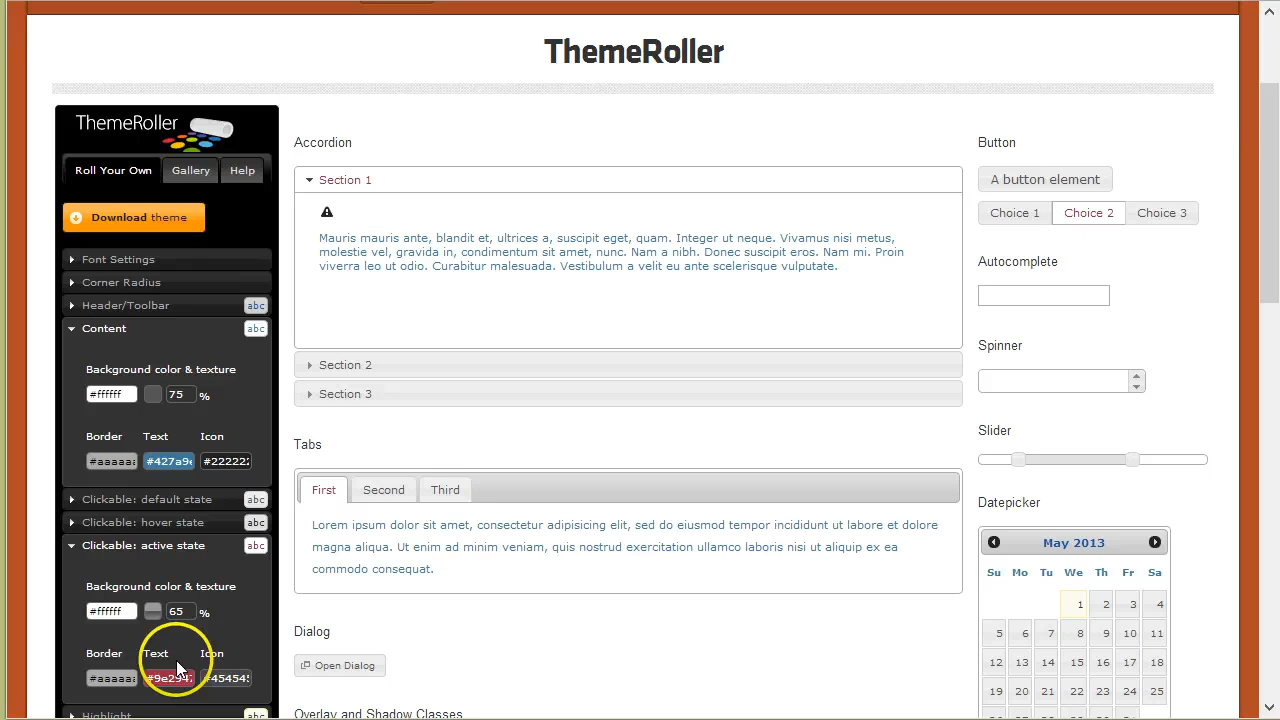 ThemeRoller
ThemeRoller
Roll Your Own
Gallery
Help
Download theme
Font Settings
Corner Radius
Header/Toolbar
abc
Content
abc
Background color & texture
#ffffff
75
%
Border
Text
Icon
#aaaaaa
#427a9
#222222
Clickable: default state
abc
Clickable: hover state
abc
Clickable: active state
abc
Background color & texture
#ffffff
65
%
Border
Text
Icon
#aaaaaa
#45454
Highlight
abc
Accordion
Section 1
Mauris mauris ante, blandit et, ultrices a, suscipit eget, quam. Integer ut neque. Vivamus nisi metus,
molestie vel, gravida in, condimentum sit amet, nunc. Nam a nibh. Donec suscipit eros. Nam mi. Proin
viverra leo ut odio. Curabitur malesuada. Vestibulum a velit eu ante scelerisque vulputate.
Section 2
Section 3
Tabs
First
Second
Third
Lorem ipsum dolor sit amet, consectetur adipisicing elit, sed do eiusmod tempor incididunt ut labore et dolore
magna aliqua. Ut enim ad minim veniam, quis nostrud exercitation ullamco laboris nisi ut aliquip ex ea
commodo consequat.
Dialog
Open Dialog
Overlay and Shadow Classes
Button
A button element
Choice 1
Choice 2
Choice 3
Autocomplete
Spinner
Slider
Datepicker
May 2013
Su Mo Tu We Th Fr Sa
1 2 3 4
5 6 7 8 9 10 11
12 13 14 15 16 17 18
19 20 21 22 23 24 25